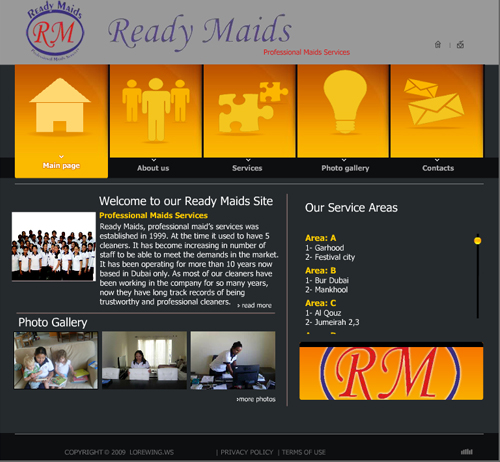 Ready Maids
RM
Professional Maids Services
Ready Maids
Professional Maids Services
Main page
About us
Services
Photo gallery
Contacts
Welcome to our Ready Maids Site
Professional Maids Services
Ready Maids, professional maid's services was
established in 1999. At the time it used to have 5
cleaners. It has become increasing in number of
staff to be able to meet the demands in the market.
It has been operating for more than 10 years now
based in Dubai only. As most of our cleaners have
been working in the company for so many years,
now they have long track records of being
trustworthy and professional cleaners.
› read more
Photo Gallery
›more photos
Our Service Areas
Area: A
1- Garhood
2- Festival city
Area: B
1- Bur Dubai
2- Mankhool
Area: C
1- Al Qouz
2- Jumeirah 2,3
RM
COPYRIGHT © 2009 LOREWING.WS | PRIVACY POLICY | TERMS OF USE